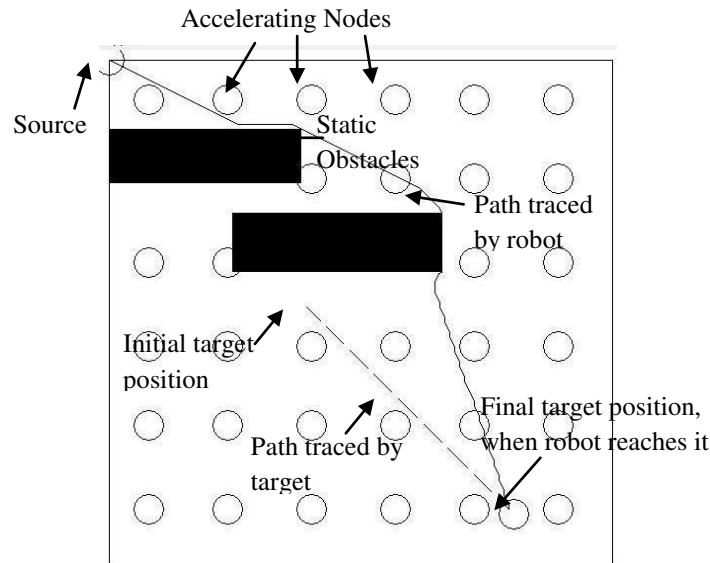 Accelerating Nodes
Source
Static
Obstacles
Path traced
by robot
Initial target
position
Final target position,
when robot reaches it
Path traced by
target